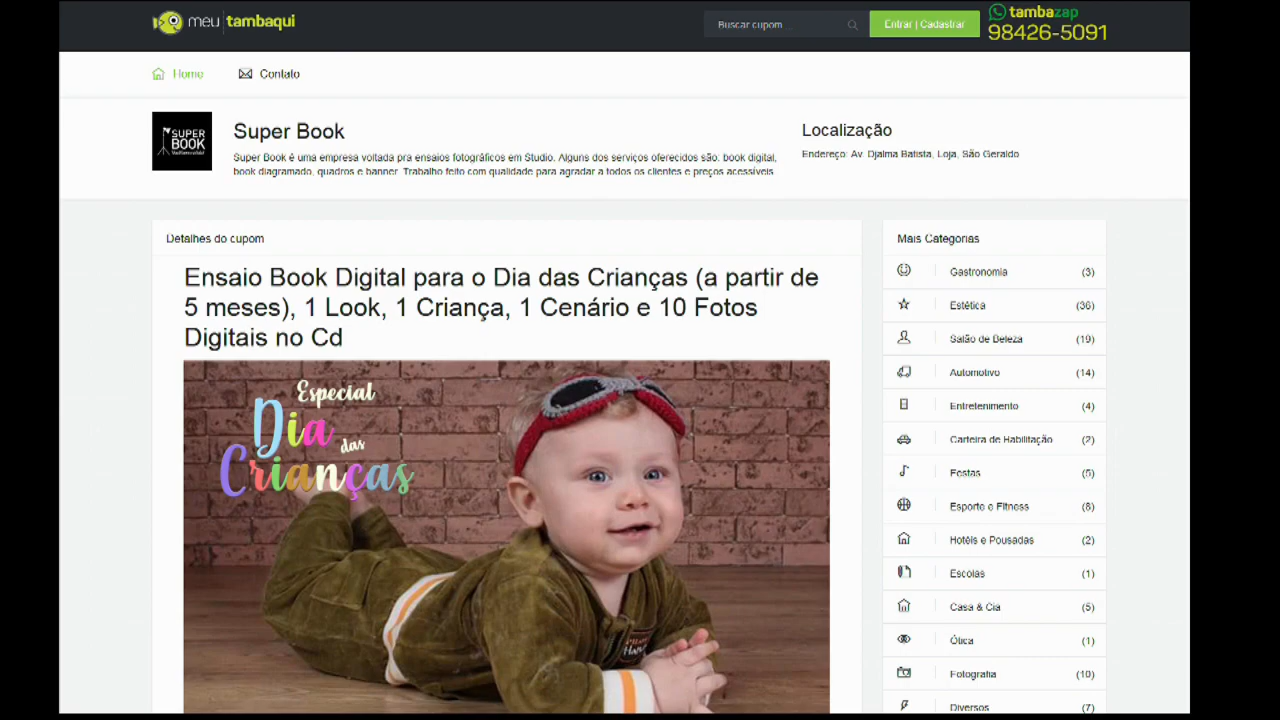 meu tambaqui
Buscar cupom...
Entrar | Cadastrar
tambazap
98426-5091
Home
Contato
SUPER
BOOK
Super Book
Super Book é uma empresa voltada pra ensaios fotográficos em Studio. Alguns dos serviços oferecidos são: book digital,
book diagramado, quadros e banner. Trabalho feito com qualidade para agradar a todos os clientes e preços acessíveis
Localização
Endereço: Av. Djalma Batista, Loja, São Geraldo
Detalhes do cupom
Ensaio Book Digital para o Dia das Crianças (a partir de
5 meses), 1 Look, 1 Criança, 1 Cenário e 10 Fotos
Digitais no Cd
Especial
Dia
das
Crianças
Mais Categorias
Gastronomia (3)
Estética (36)
Salão de Beleza (19)
Automotivo (14)
Entretenimento (4)
Carteira de Habilitação (2)
Festas (5)
Esporte e Fitness (8)
Hotéis e Pousadas (2)
Escolas (1)
Casa & Cia (5)
Ótica (1)
Fotografia (10)
Diversos (7)